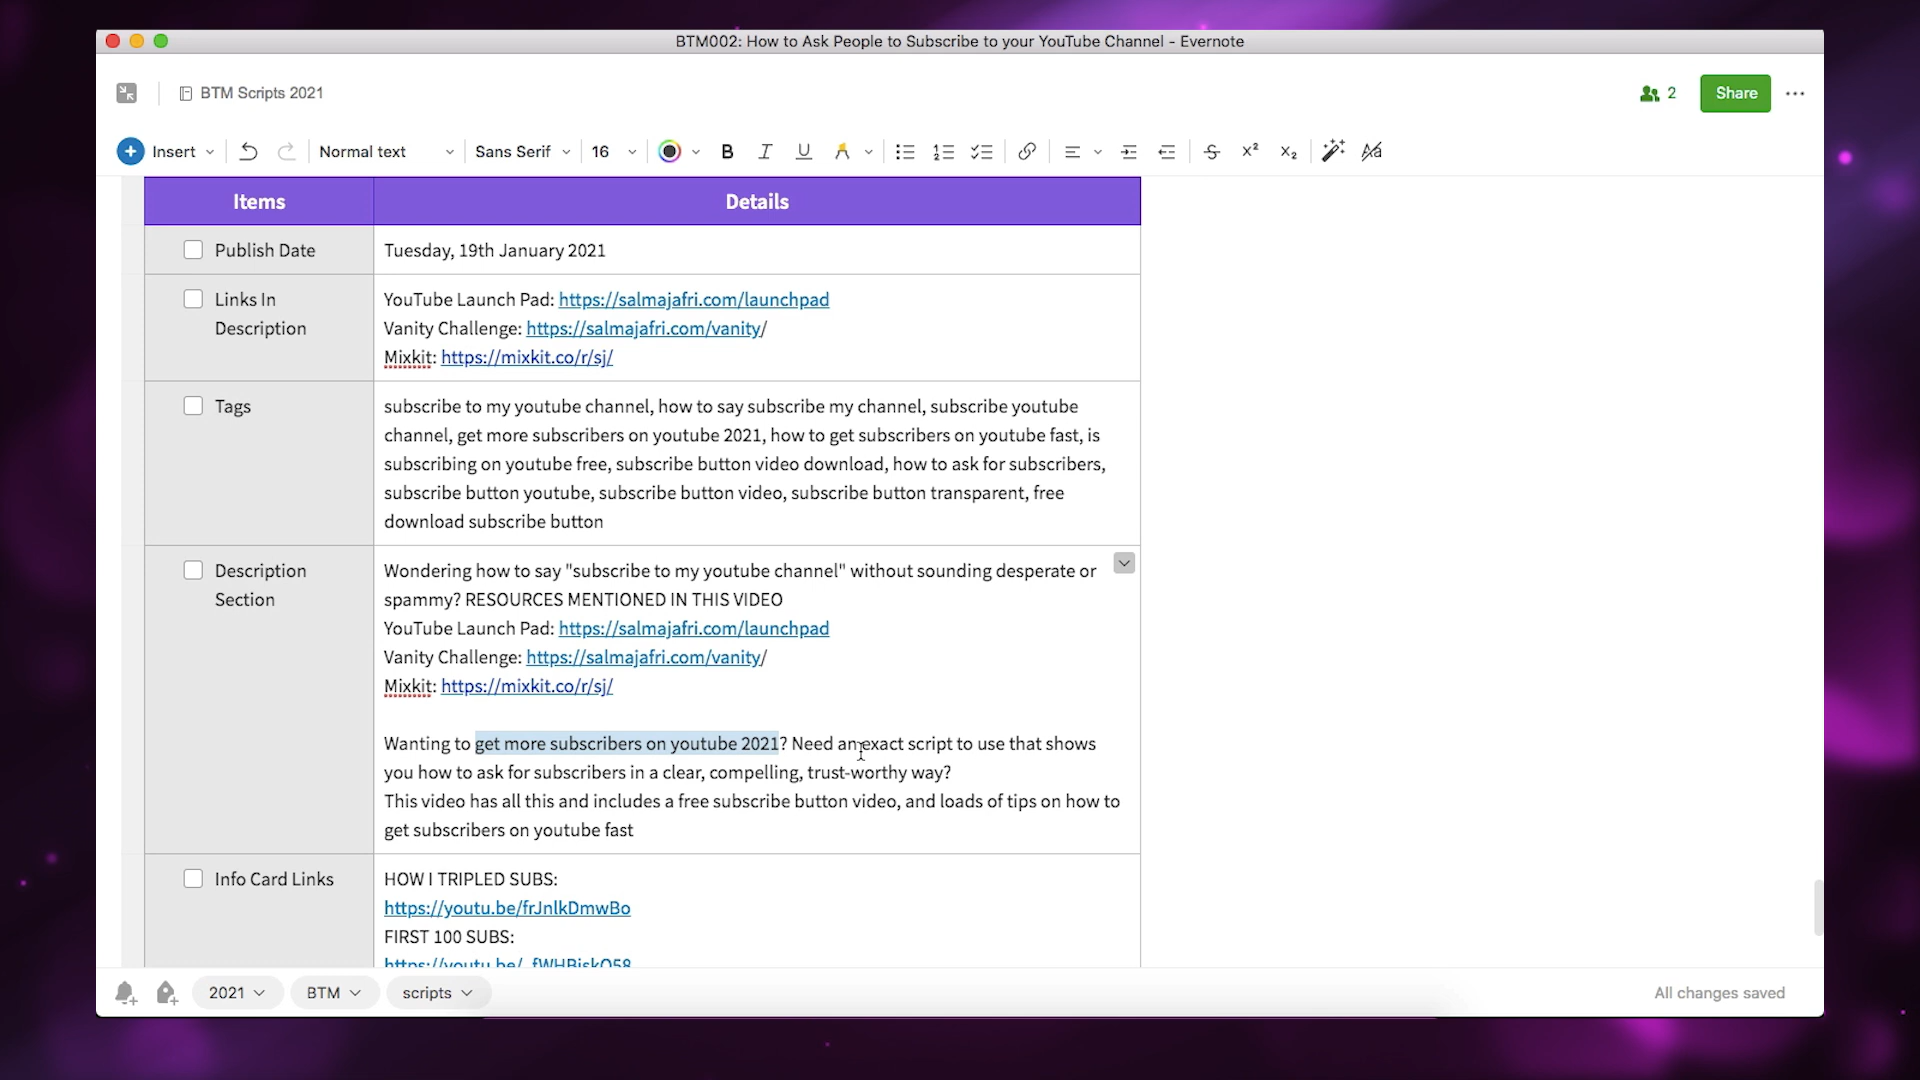 BTM002: How to Ask People to Subscribe to your YouTube Channel - Evernote
BTM Scripts 2021
2
Share
Insert
Normal text
Sans Serif
16
Items
Details
Publish Date
Tuesday, 19th January 2021
Links In
Description
YouTube Launch Pad: https://salmajafri.com/launchpad
Vanity Challenge: https://salmajafri.com/vanity/
Mixkit: https://mixkit.co/r/sj/
Tags
subscribe to my youtube channel, how to say subscribe my channel, subscribe youtube
channel, get more subscribers on youtube 2021, how to get subscribers on youtube fast, is
subscribing on youtube free, subscribe button video download, how to ask for subscribers,
subscribe button youtube, subscribe button video, subscribe button transparent, free
download subscribe button
Description
Section
Wondering how to say "subscribe to my youtube channel" without sounding desperate or
spammy? RESOURCES MENTIONED IN THIS VIDEO
YouTube Launch Pad: https://salmajafri.com/launchpad
Vanity Challenge: https://salmajafri.com/vanity/
Mixkit: https://mixkit.co/r/sj/
Wanting to get more subscribers on youtube 2021? Need an exact script to use that shows
you how to ask for subscribers in a clear, compelling, trust-worthy way?
This video has all this and includes a free subscribe button video, and loads of tips on how to
get subscribers on youtube fast
Info Card Links
HOW I TRIPLED SUBS:
https://youtu.be/frJnlkDmwBo
FIRST 100 SUBS:
2021
BTM
scripts
All changes saved